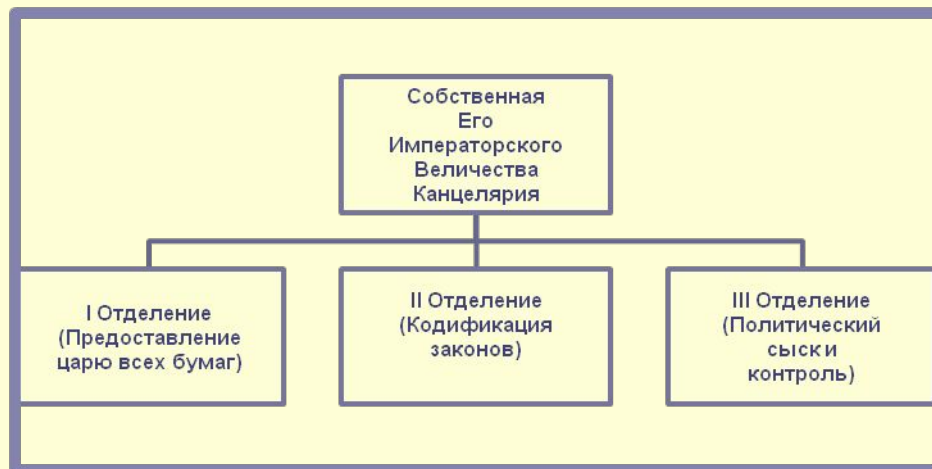 Собственная
Его
Императорского
Величества
Канцелярия
I Отделение
(Предоставление
царю всех бумаг)
II Отделение
(Кодификация
законов)
III Отделение
(Политический
сыск и
контроль)